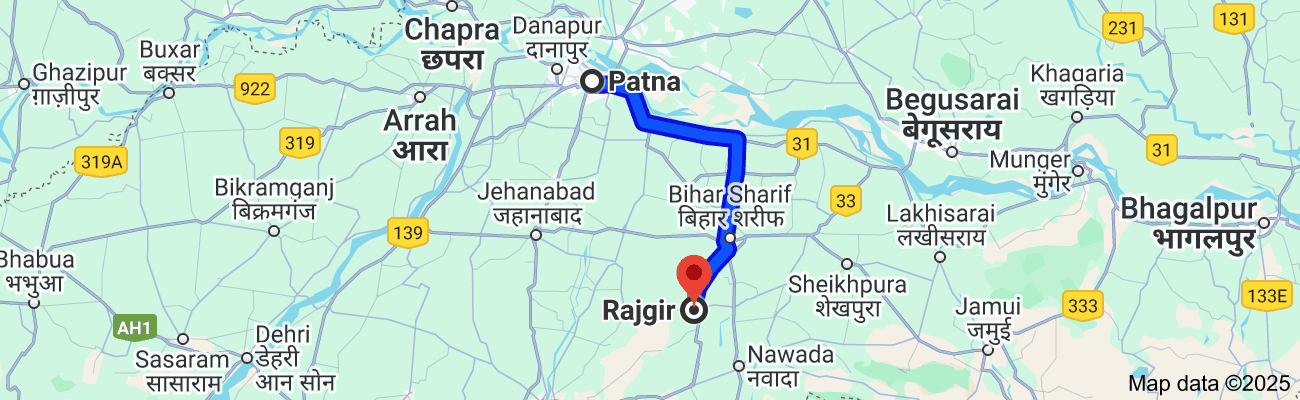 Chapra
छपरा
Danapur
दानापुर
231
131
Buxar
बक्सर
Ghazipur
ग़ाज़ीपुर
922
Patna
Khagaria
खगड़िया
Arrah
आरा
Begusarai
बेगूसराय
319
31
31
319A
Munger
मुंगेर
Bikramganj
बिक्रमगंज
Jehanabad
जहानाबाद
Bihar Sharif
बिहार शरीफ
33
Lakhisarai
लखीसराय
Bhagalpur
भागलपुर
139
Bhabua
भभुआ
Sheikhpura
शेखपुरा
Rajgir
Jamui
जमुई
333
133E
AH1
Dehri
डेहरी
आन सोन
Sasaram
सासाराम
Nawada
नवादा
Map data ©2025